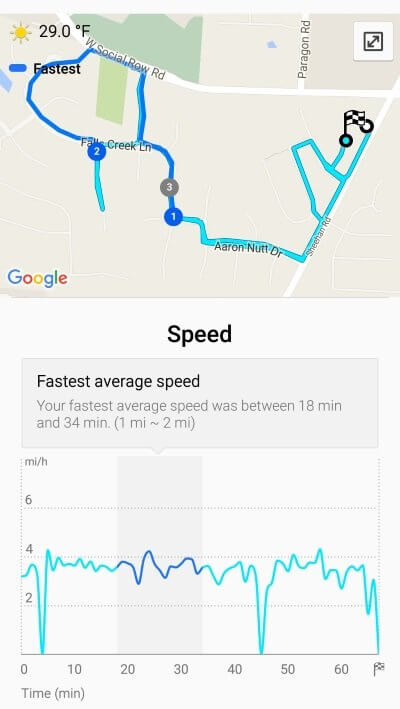 29.0 °F
Fastest
W Social Row Rd
Paragon Rd
Falls Creek Ln
2
3
1
Aaron Nutt Dr
Sheehan Rd
Google
Speed
Fastest average speed
Your fastest average speed was between 18 min
and 34 min. (1 mi ~ 2 mi)
mi/h
6
4
2
0 10 20 30 40 50 60
Time (min)